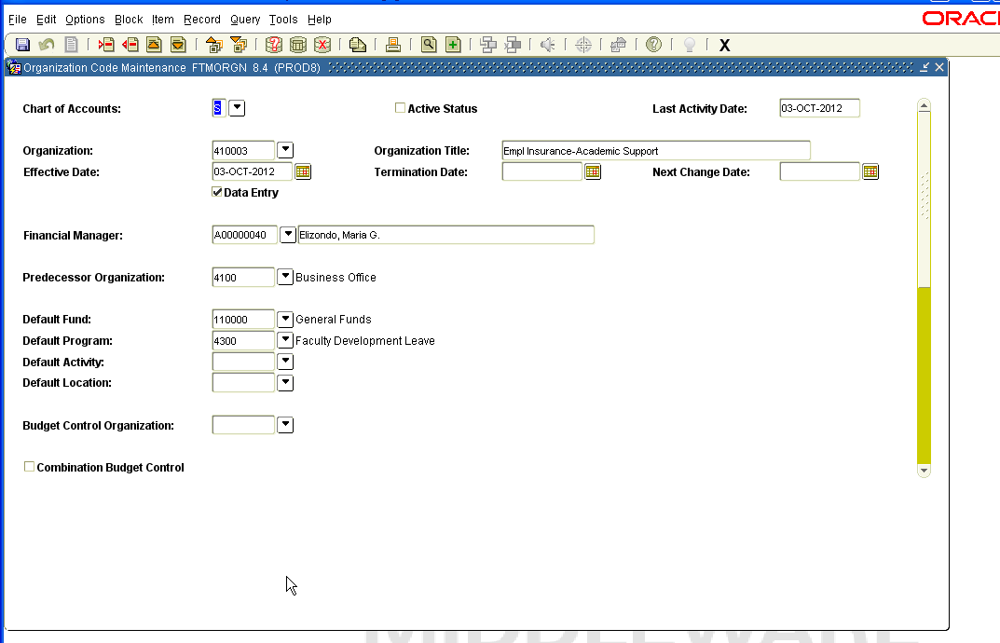 File Edit Options Block Item Record Query Tools Help
Organization Code Maintenance FTMORGN 8.4 (PROD8)
Chart of Accounts: S Active Status Last Activity Date: 03-OCT-2012
Organization: 410003 Organization Title: Empl Insurance-Academic Support
Effective Date: 03-OCT-2012 Termination Date: Next Change Date:
Data Entry
Financial Manager: A00000040 Elizondo, Maria G.
Predecessor Organization: 4100 Business Office
Default Fund: 110000 General Funds
Default Program: 4300 Faculty Development Leave
Default Activity:
Default Location:
Budget Control Organization:
Combination Budget Control